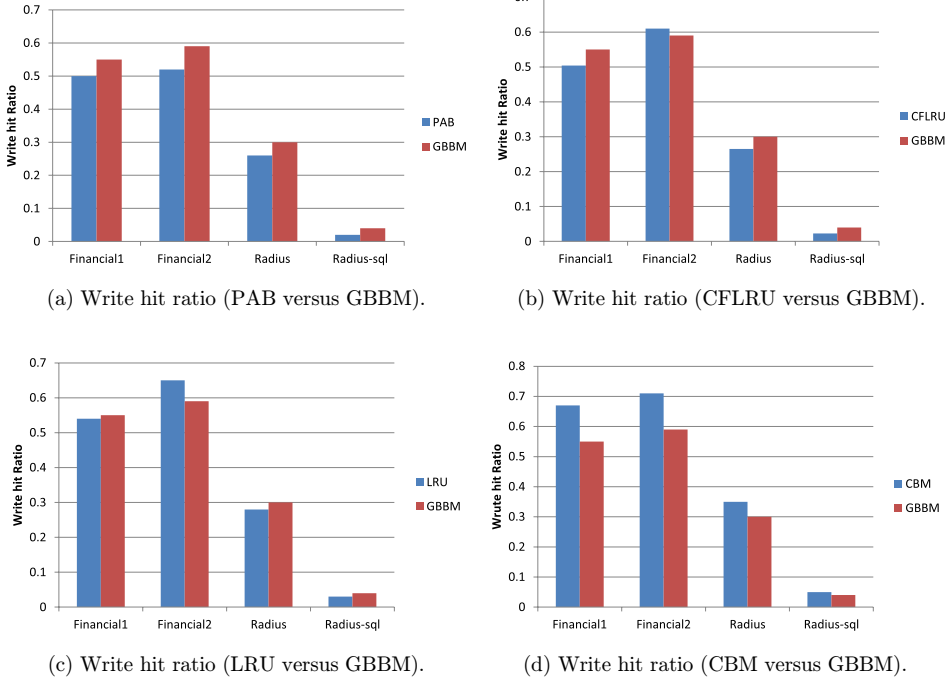 0.7
0.6
0.5
0.4
0.3
0.2
0.1
0
Write hit Ratio
Financial1 Financial2 Radius Radius-sql
PAB
GBBM
(a) Write hit ratio (PAB versus GBBM).
0.6
0.5
0.4
0.3
0.2
0.1
0
Write hit Ratio
Financial1 Financial2 Radius Radius-sql
CFLRU
GBBM
(b) Write hit ratio (CFLRU versus GBBM).
0.7
0.6
0.5
0.4
0.3
0.2
0.1
0
Write hit Ratio
Financial1 Financial2 Radius Radius-sql
LRU
GBBM
(c) Write hit ratio (LRU versus GBBM).
0.8
0.7
0.6
0.5
0.4
0.3
0.2
0.1
0
Wrute hit Ratio
Financial1 Financial2 Radius Radius-sql
CBM
GBBM
(d) Write hit ratio (CBM versus GBBM).